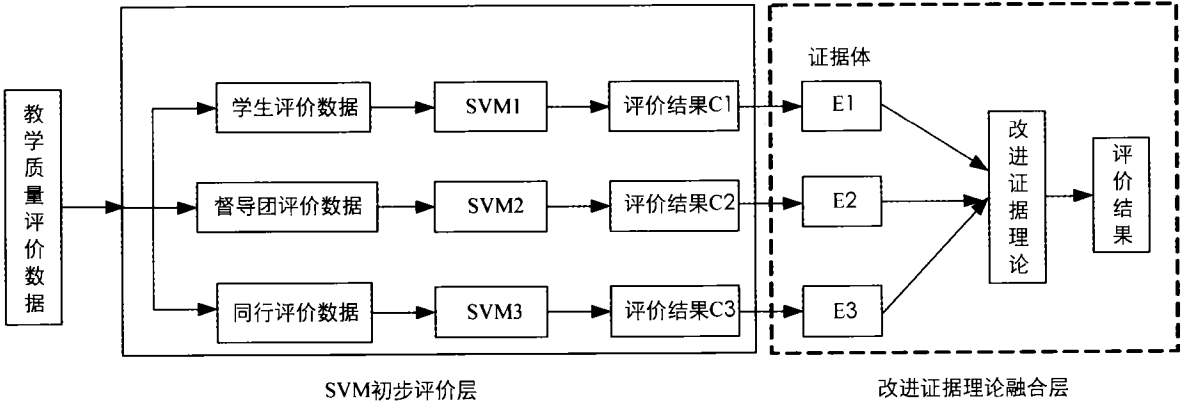 教学质量评价数据
证据体
学生评价数据
SVM1
评价结果C1
E1
督导团评价数据
SVM2
评价结果C2
E2
同行评价数据
SVM3
评价结果C3
E3
改进证据理论
评价结果
SVM初步评价层
改进证据理论融合层